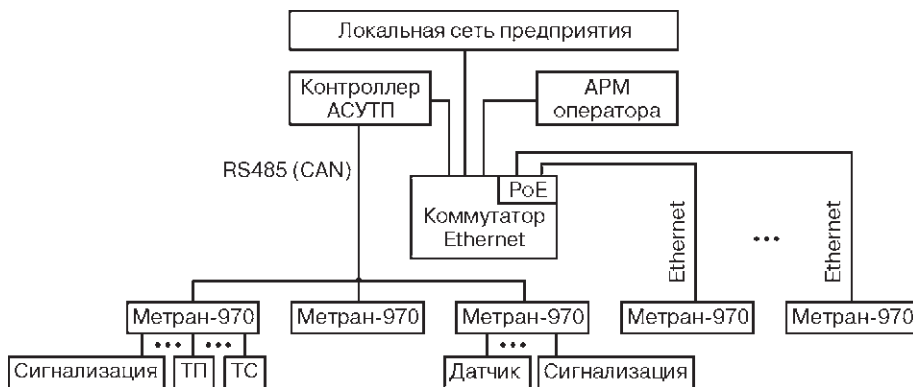 Локальная сеть предприятия
Контроллер
АСУТП
АРМ
оператора
RS485 (CAN)
PoE
Коммутатор
Ethernet
Ethernet
Ethernet
Метран-970
Метран-970
Метран-970
Метран-970
Метран-970
Сигнализация
ТП
ТС
Датчик
Сигнализация